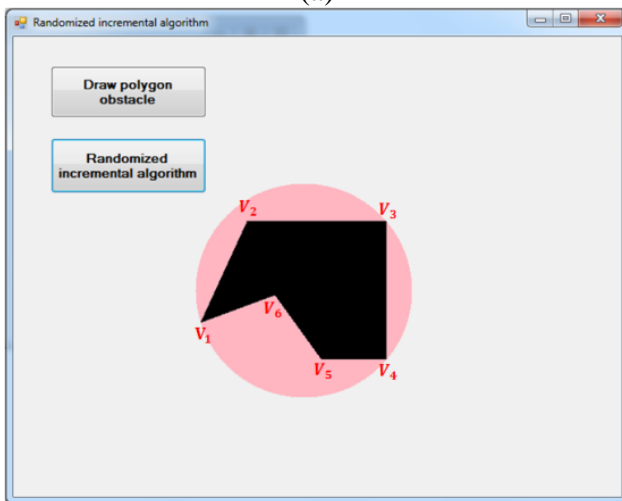 Randomized incremental algorithm
Draw polygon
obstacle
Randomized
incremental algorithm
V2
V3
V6
V1
V5
V4